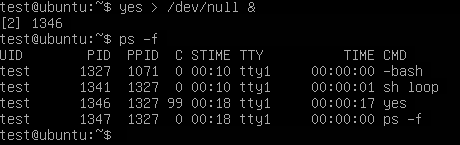 test@ubuntu:~$ yes > /dev/null &
[2] 1346
test@ubuntu:~$ ps -f
UID        PID  PPID  C STIME TTY          TIME CMD
test      1327  1071  0 00:10 tty1     00:00:00 -bash
test      1341  1327  0 00:10 tty1     00:00:01 sh loop
test      1346  1327 99 00:18 tty1     00:00:17 yes
test      1347  1327  0 00:18 tty1     00:00:00 ps -f
test@ubuntu:~$